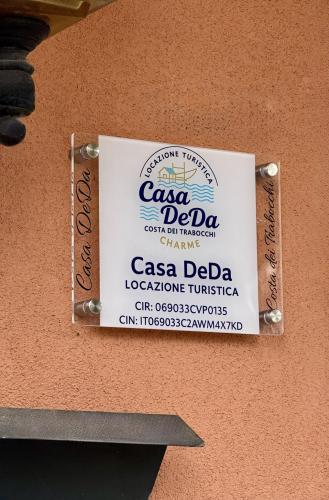 LOCAZIONE TURISTICA
Casa
DeDa
COSTA DEI TRABOCCHI
CHARME
Casa DeDa
LOCAZIONE TURISTICA
CIR: 069033CVP0135
CIN: IT069033C2AWM4X7KD
Casa DeDa
Costa dei Trabocchi